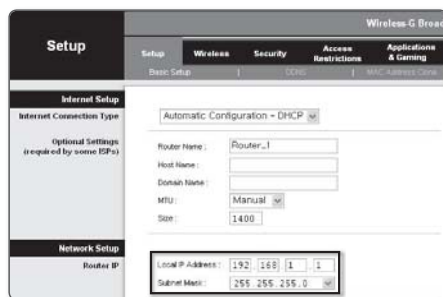 Wireless-G Broad
Setup
Setup Wireless Security Access Restrictions Applications & Gaming
Basic Setup | DDNS | MAC Address Clone
Internet Setup
Internet Connection Type
Automatic Configuration - DHCP
Optional Settings
(required by some ISPs)
Router Name : Router_1
Host Name :
Domain Name :
MTU : Manual
Size : 1400
Network Setup
Router IP
Local IP Address : 192 . 168 . 1 . 1
Subnet Mask : 255.255.255.0